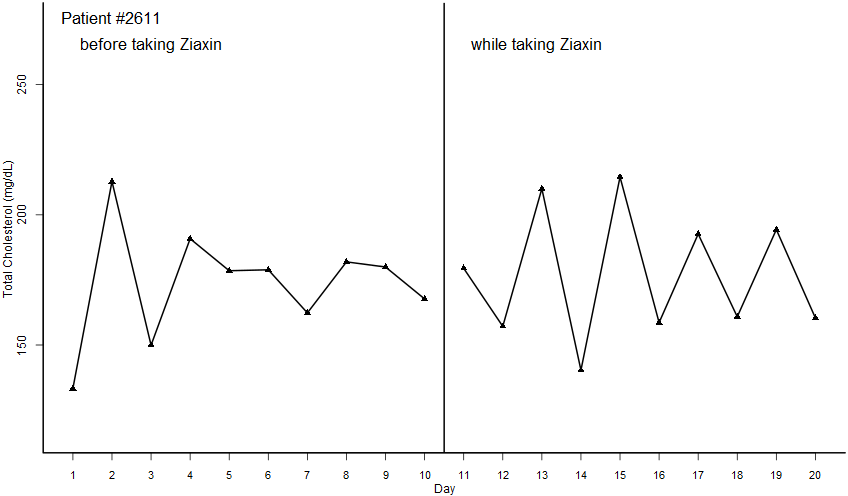 Patient #2611
before taking Ziaxin
while taking Ziaxin
Total Cholesterol (mg/dL)
250
200
150
1 2 3 4 5 6 7 8 9 10 11 12 13 14 15 16 17 18 19 20
Day